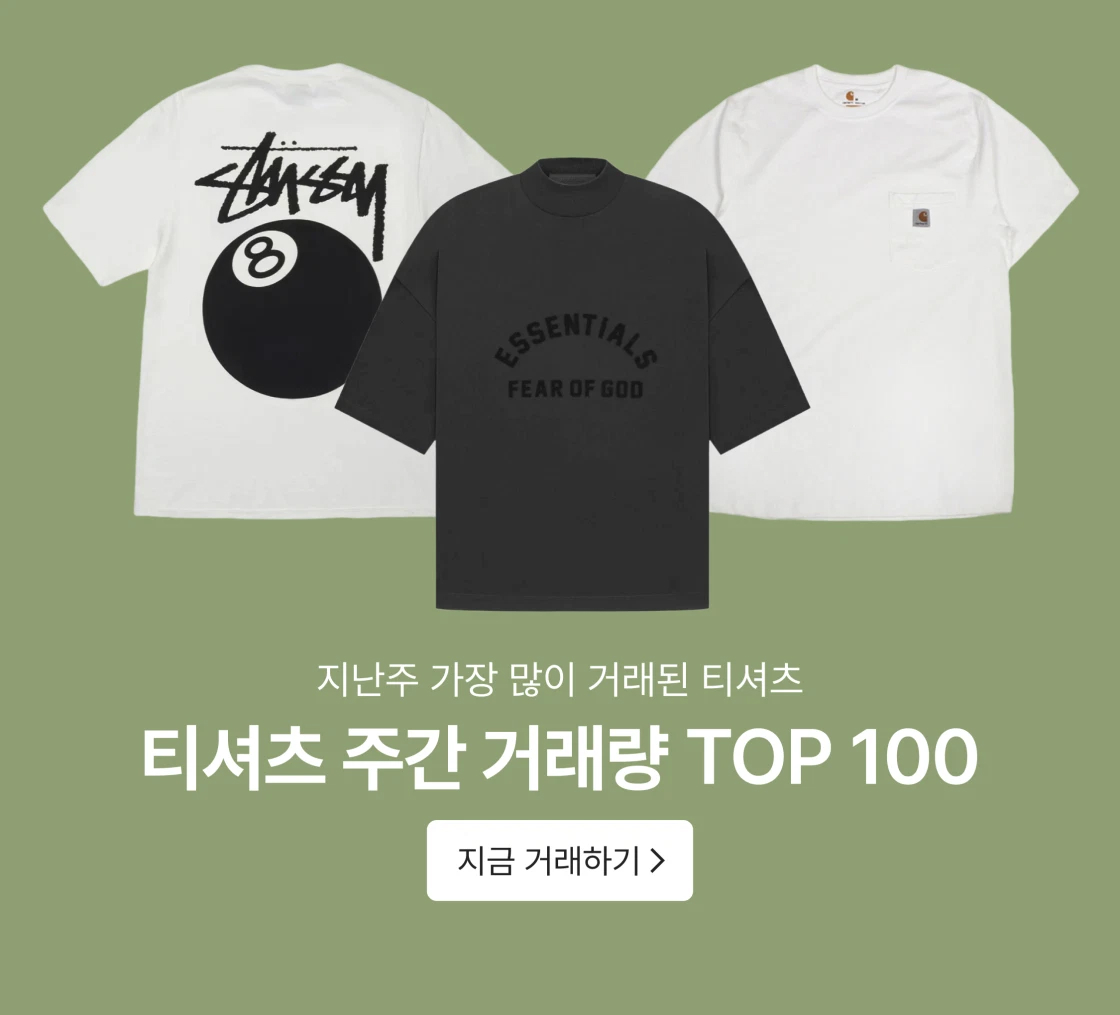 STÜSSY
8
ESSENTIALS
FEAR OF GOD
지난주 가장 많이 거래된 티셔츠
티셔츠 주간 거래량 TOP 100
지금 거래하기 >